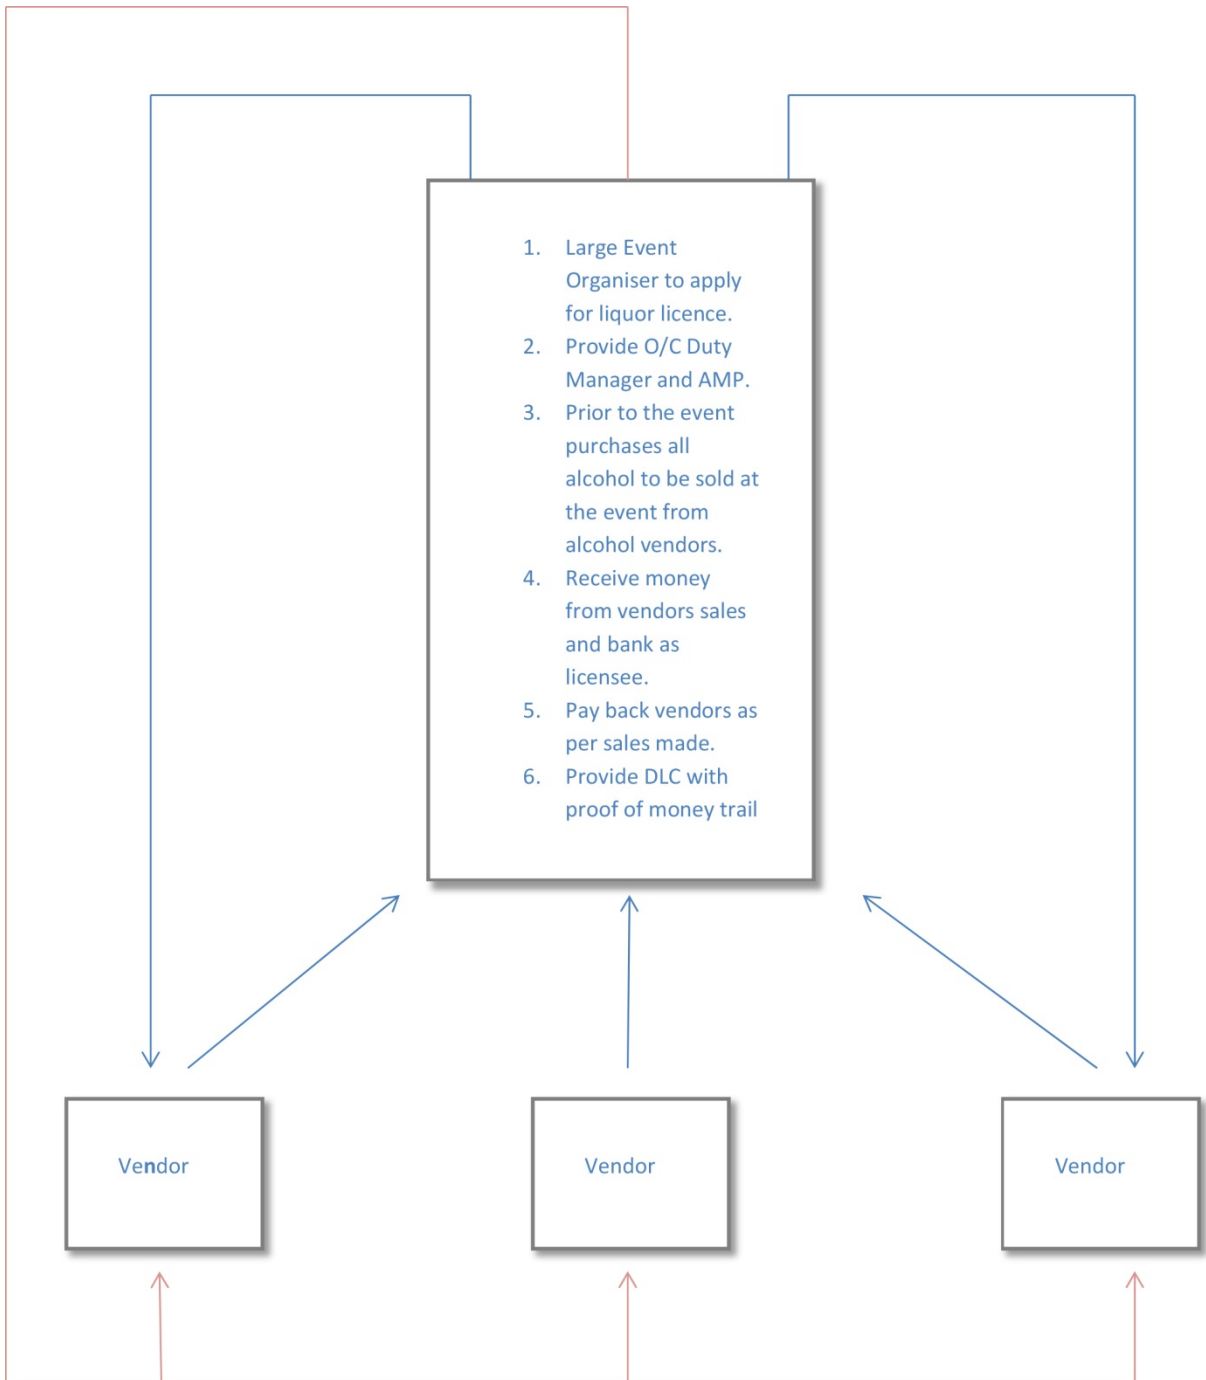 1. Large Event
Organiser to apply
for liquor licence.
2. Provide O/C Duty
Manager and AMP.
3. Prior to the event
purchases all
alcohol to be sold at
the event from
alcohol vendors.
4. Receive money
from vendors sales
and bank as
licensee.
5. Pay back vendors as
per sales made.
6. Provide DLC with
proof of money trail
Vendor
Vendor
Vendor